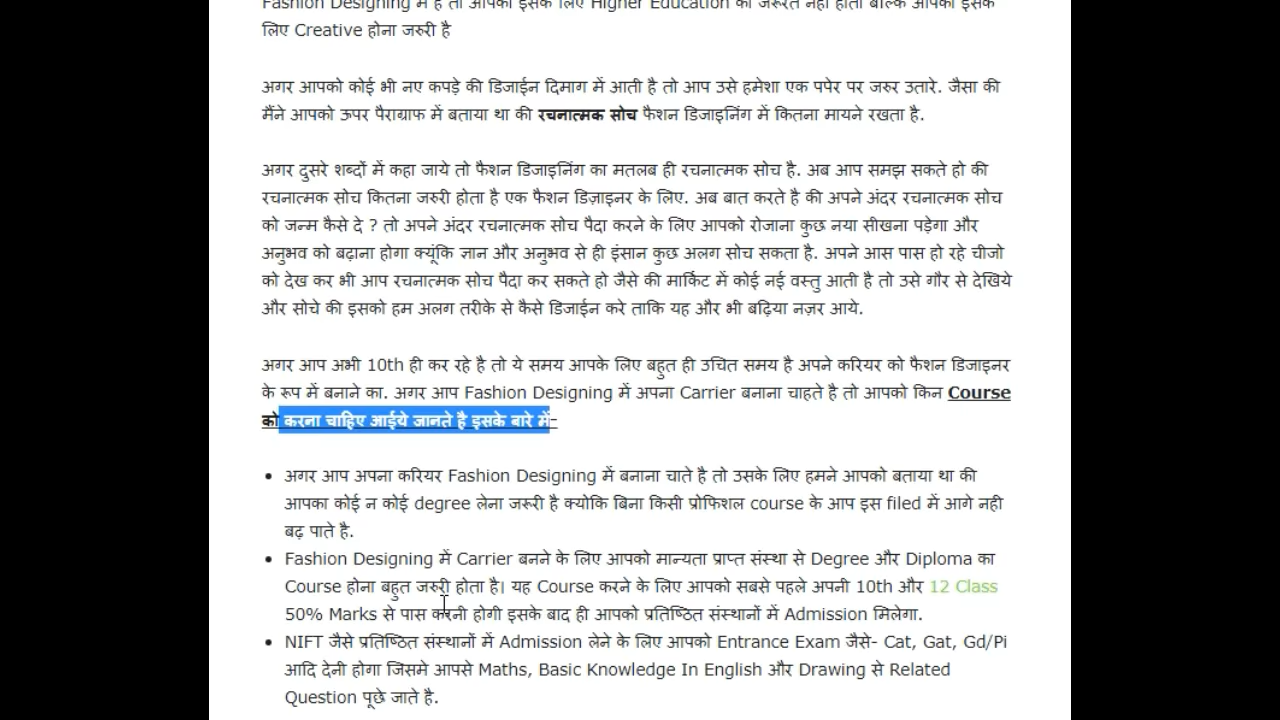 Fashion Designing में है तो आपको इसके लिए Higher Education की जरूरत नहीं होती बल्कि आपको इसके
लिए Creative होना जरुरी है
अगर आपको कोई भी नए कपड़े की डिजाईन दिमाग में आती है तो आप उसे हमेशा एक पपेर पर जरुर उतारे. जैसा की
मैंने आपको ऊपर पैराग्राफ में बताया था की रचनात्मक सोच फैशन डिजाइनिंग में कितना मायने रखता है.
अगर दुसरे शब्दों में कहा जाये तो फैशन डिजाइनिंग का मतलब ही रचनात्मक सोच है. अब आप समझ सकते हो की
रचनात्मक सोच कितना जरुरी होता है एक फैशन डिज़ाइनर के लिए. अब बात करते है की अपने अंदर रचनात्मक सोच
को जन्म कैसे दे ? तो अपने अंदर रचनात्मक सोच पैदा करने के लिए आपको रोजाना कुछ नया सीखना पड़ेगा और
अनुभव को बढ़ाना होगा क्यूंकि ज्ञान और अनुभव से ही इंसान कुछ अलग सोच सकता है. अपने आस पास हो रहे चीजो
को देख कर भी आप रचनात्मक सोच पैदा कर सकते हो जैसे की मार्किट में कोई नई वस्तु आती है तो उसे गौर से देखिये
और सोचे की इसको हम अलग तरीके से कैसे डिजाईन करे ताकि यह और भी बढ़िया नज़र आये.
अगर आप अभी 10th ही कर रहे है तो ये समय आपके लिए बहुत ही उचित समय है अपने करियर को फैशन डिजाइनर
के रूप में बनाने का. अगर आप Fashion Designing में अपना Carrier बनाना चाहते है तो आपको किन Course
को करना चाहिए आईये जानते है इसके बारे में-
• अगर आप अपना करियर Fashion Designing में बनाना चाते है तो उसके लिए हमने आपको बताया था की
आपका कोई न कोई degree लेना जरूरी है क्योकि बिना किसी प्रोफिशल course के आप इस filed में आगे नही
बढ़ पाते है.
• Fashion Designing में Carrier बनने के लिए आपको मान्यता प्राप्त संस्था से Degree और Diploma का
Course होना बहुत जरुरी होता है। यह Course करने के लिए आपको सबसे पहले अपनी 10th और 12 Class
50% Marks से पास करनी होगी इसके बाद ही आपको प्रतिष्ठित संस्थानों में Admission मिलेगा.
• NIFT जैसे प्रतिष्ठित संस्थानों में Admission लेने के लिए आपको Entrance Exam जैसे- Cat, Gat, Gd/Pi
आदि देनी होगा जिसमे आपसे Maths, Basic Knowledge In English और Drawing से Related
Question पूछे जाते है.